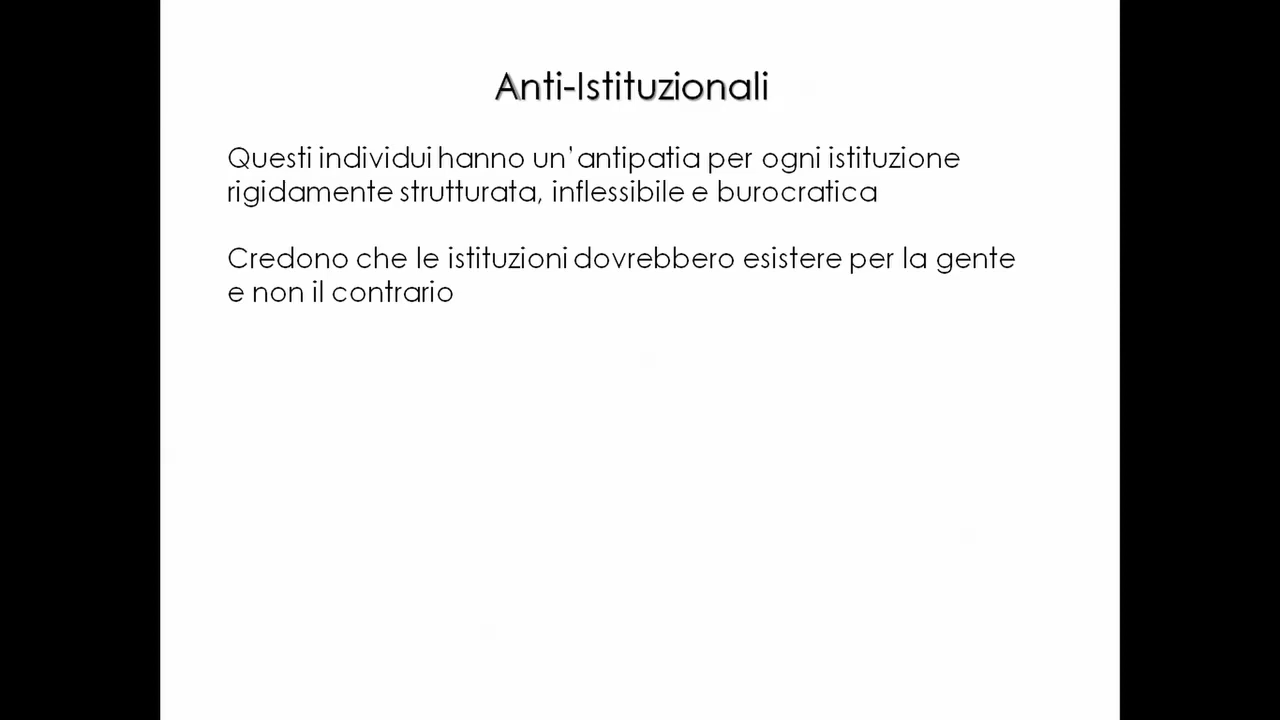 Anti-Istituzionali
Questi individui hanno un'antipatia per ogni istituzione
rigidamente strutturata, inflessibile e burocratica
Credono che le istituzioni dovrebbero esistere per la gente
e non il contrario